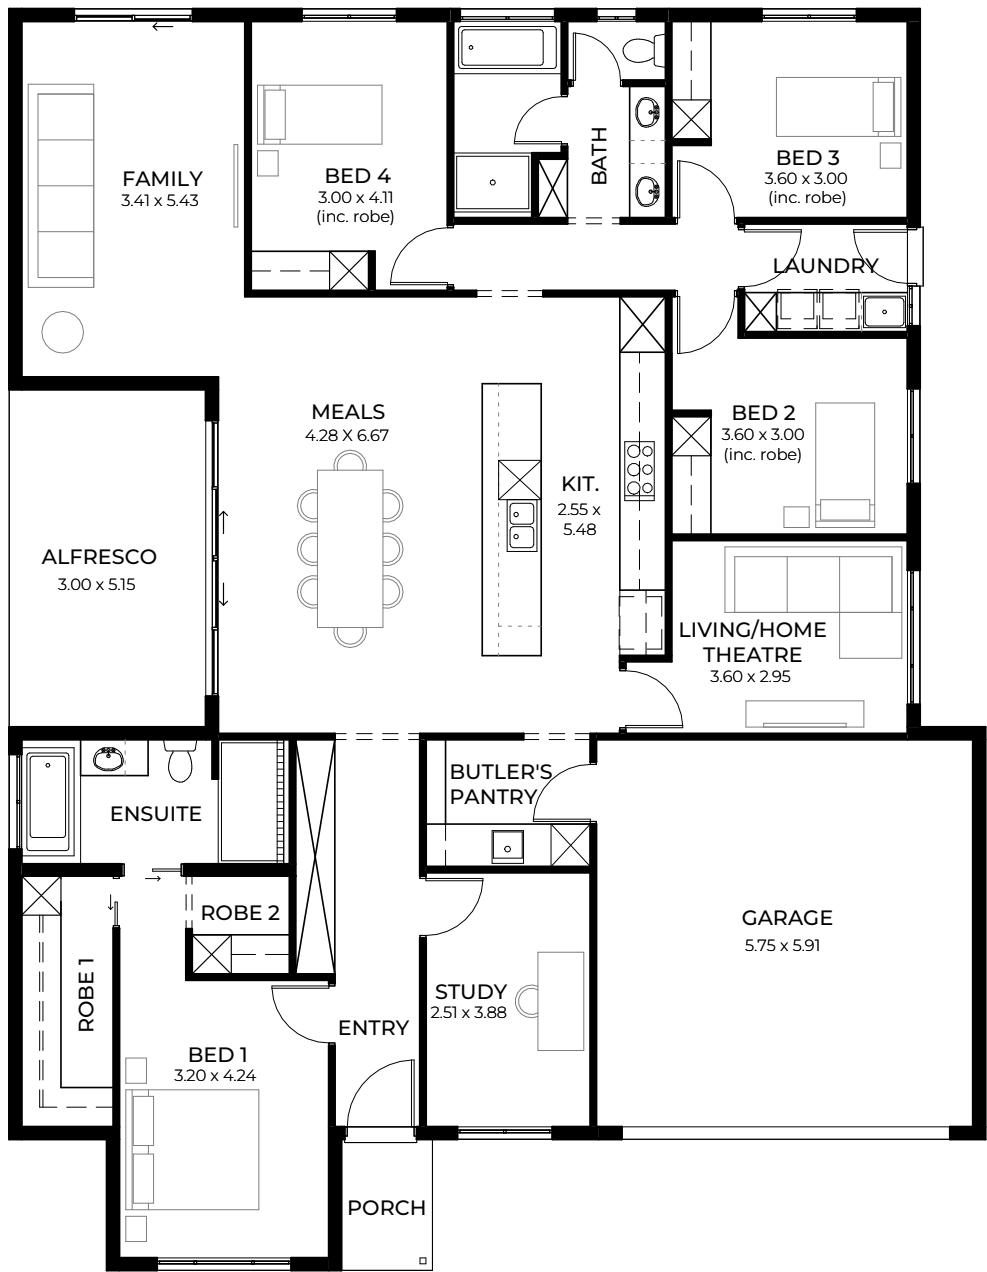 FAMILY
3.41 x 5.43
BED 4
3.00 x 4.11
(inc. robe)
BATH
BED 3
3.60 x 3.00
(inc. robe)
LAUNDRY
MEALS
4.28 X 6.67
KIT.
2.55 x
5.48
BED 2
3.60 x 3.00
(inc. robe)
ALFRESCO
3.00 x 5.15
LIVING/HOME
THEATRE
3.60 x 2.95
ENSUITE
BUTLER'S
PANTRY
ROBE 2
ROBE 1
GARAGE
5.75 x 5.91
STUDY
2.51 x 3.88
ENTRY
BED 1
3.20 x 4.24
PORCH